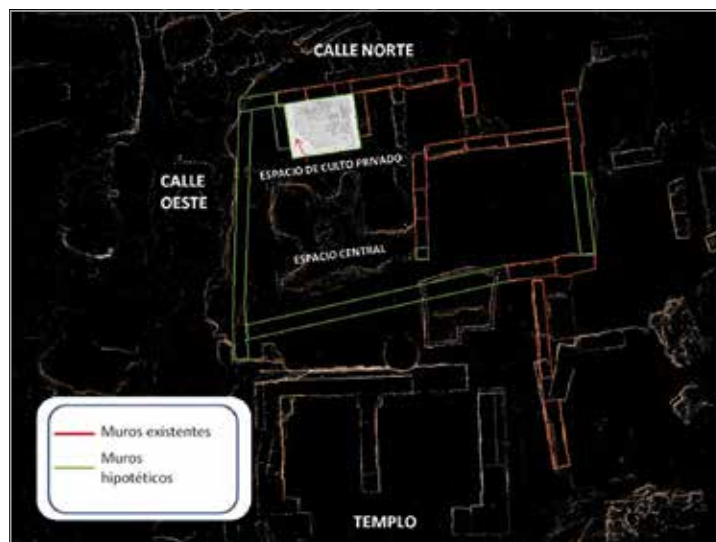 CALLE NORTE
ESPACIO DE CULTO PRIVADO
CALLE
OESTE
ESPACIO CENTRAL
Muros existentes
Muros
hipotéticos
TEMPLO